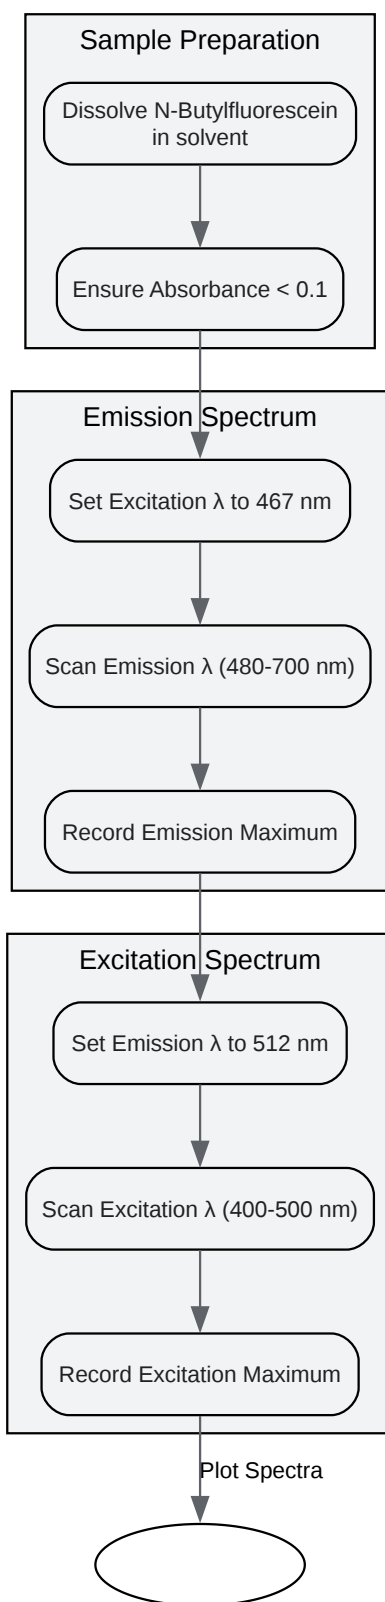 Sample Preparation
Dissolve N-Butylfluorescein
in solvent
Ensure Absorbance < 0.1
Emission Spectrum
Set Excitation λ to 467 nm
Scan Emission λ (480-700 nm)
Record Emission Maximum
Excitation Spectrum
Set Emission λ to 512 nm
Scan Excitation λ (400-500 nm)
Record Excitation Maximum
Plot Spectra